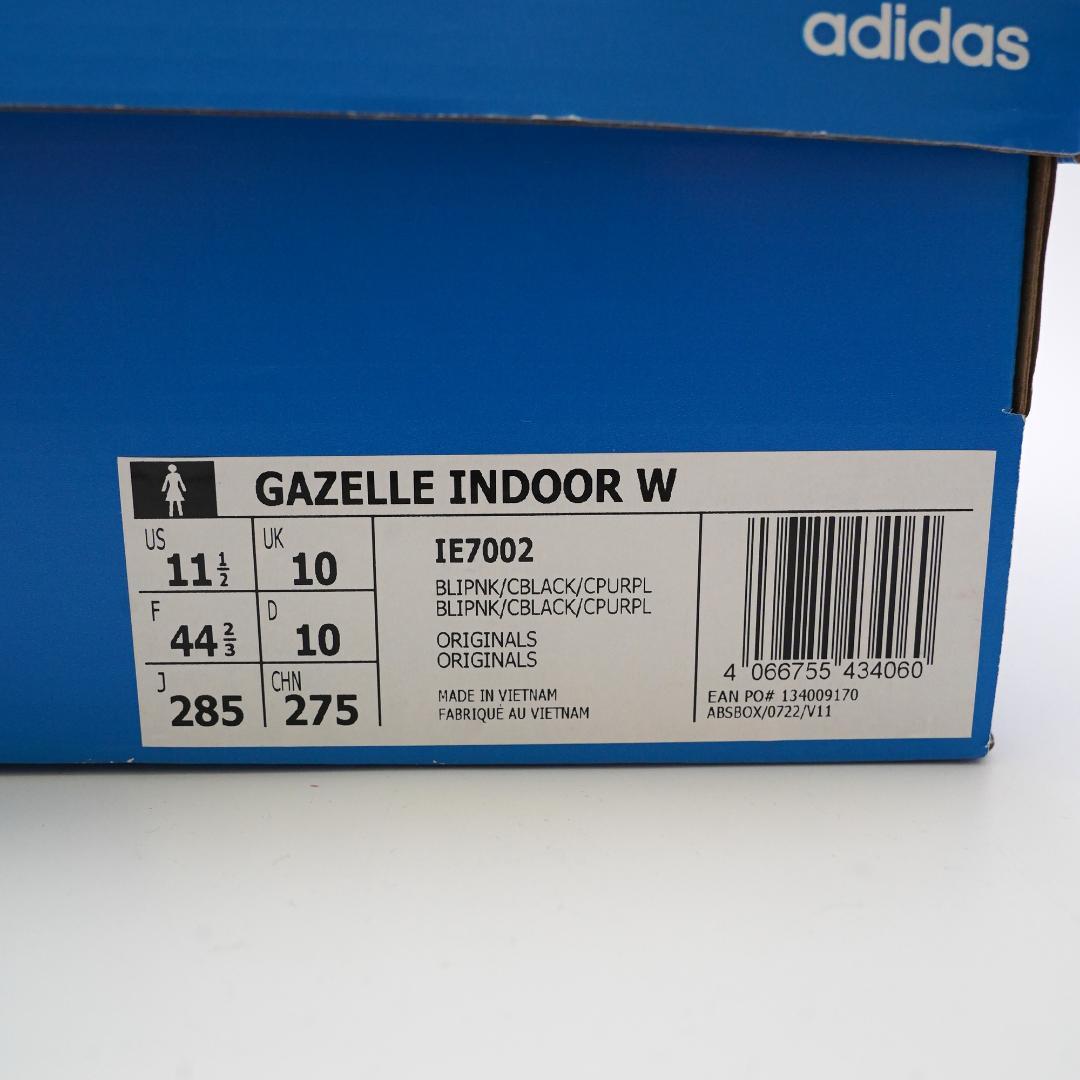 adidas
GAZELLE INDOOR W
US 11 1/2
UK 10
F 44 2/3
D 10
J 285
CHN 275
IE7002
BLIPNK/CBLACK/CPURPL
BLIPNK/CBLACK/CPURPL
ORIGINALS
ORIGINALS
MADE IN VIETNAM
FABRIQUÉ AU VIETNAM
4 066755 434060
EAN PO# 134009170
ABSBOX/0722/V11